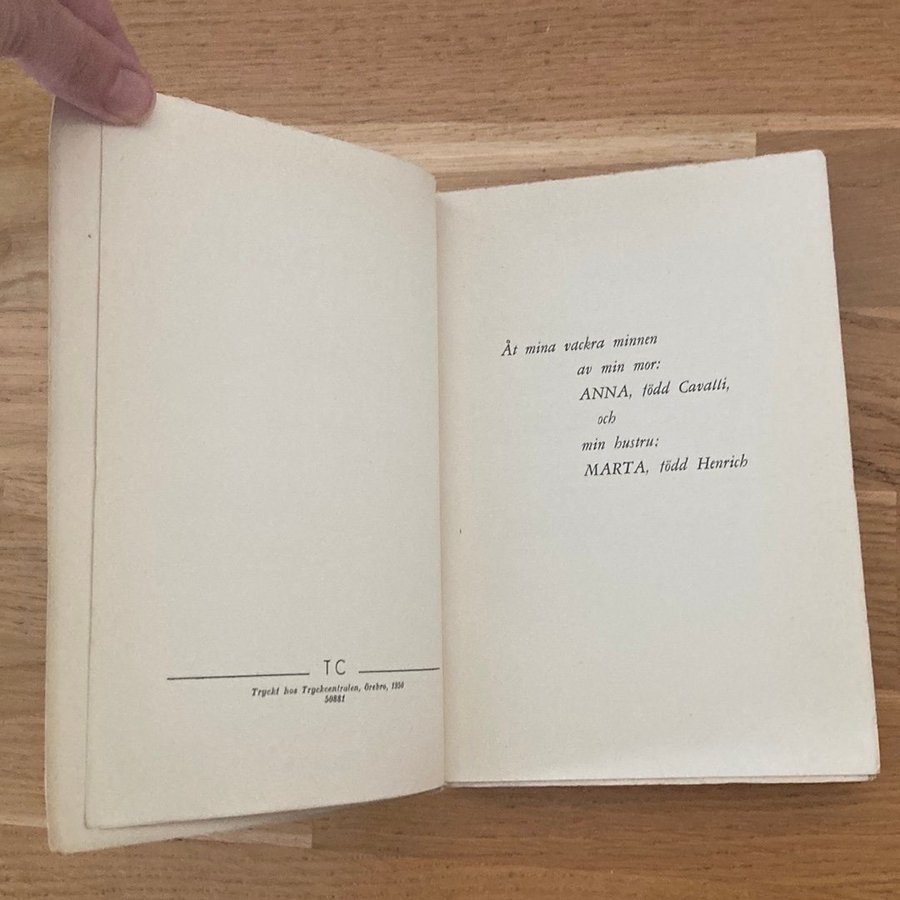 TC
Tryckt hos Tryckcentralen, Örebro, 1950
50881
Åt mina vackra minnen
av min mor:
ANNA, född Cavalli,
och
min hustru:
MARTA, född Henrich